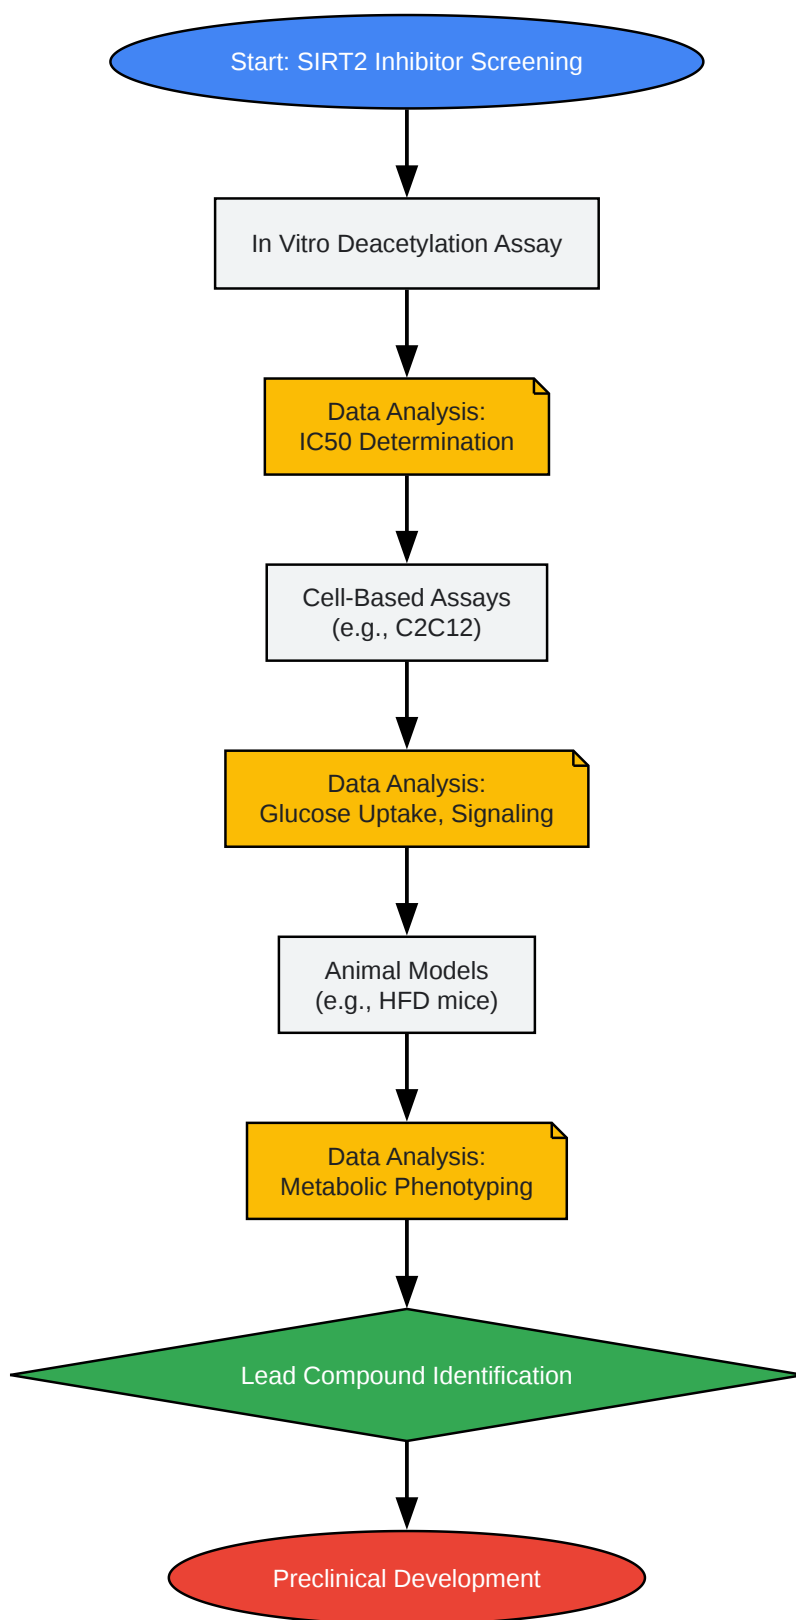 Start: SIRT2 Inhibitor Screening
In Vitro Deacetylation Assay
Data Analysis:
IC50 Determination
Cell-Based Assays
(e.g., C2C12)
Data Analysis:
Glucose Uptake, Signaling
Animal Models
(e.g., HFD mice)
Data Analysis:
Metabolic Phenotyping
Lead Compound Identification
Preclinical Development